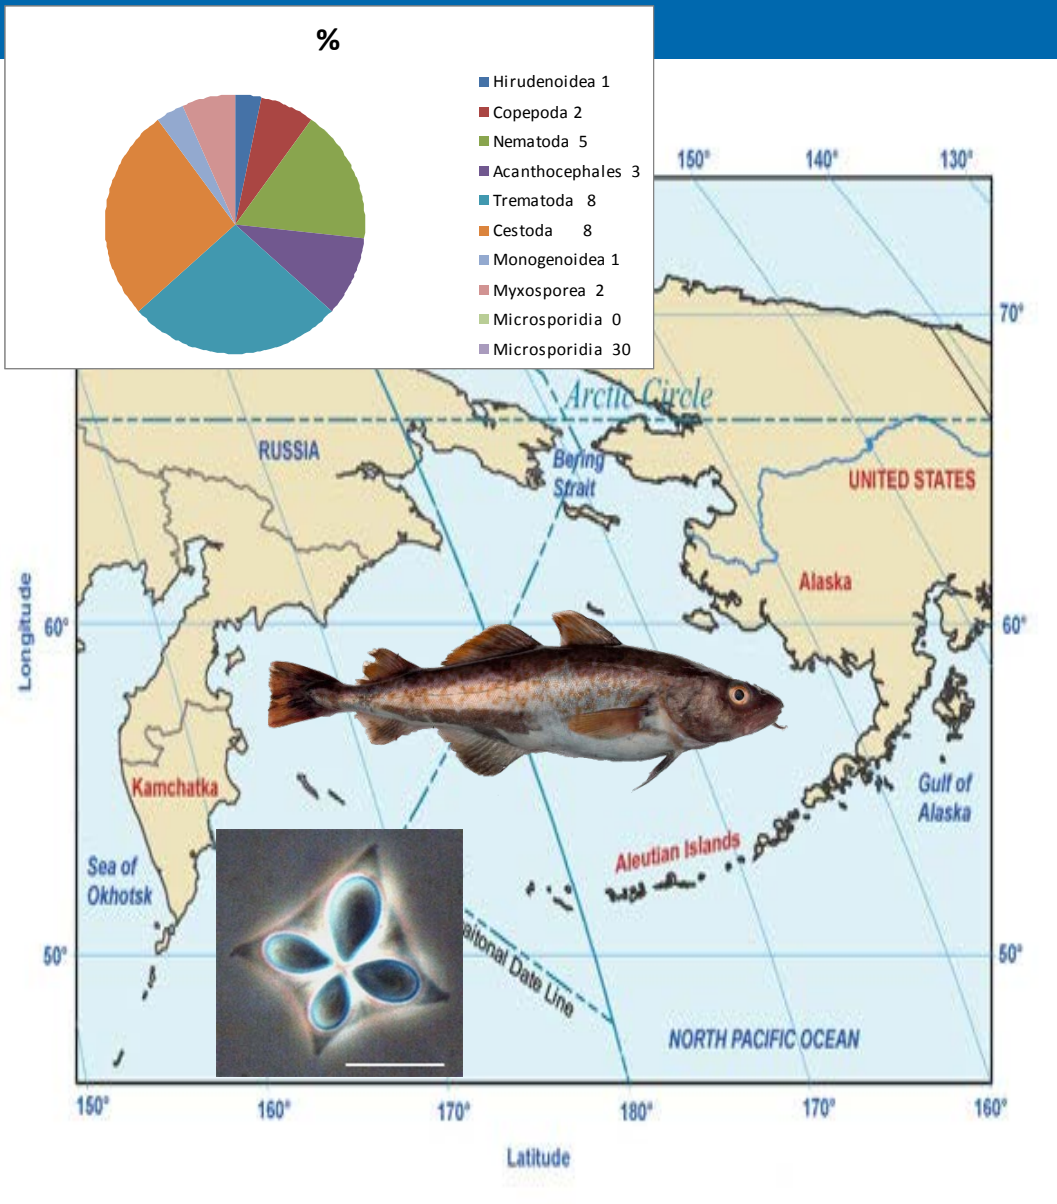 %
Hirudenoidea 1
Copepoda 2
Nematoda 5
Acanthocephales 3
Trematoda 8
Cestoda 8
Monogenoidea 1
Myxosporea 2
Microsporidia 0
Microsporidia 30
150° 140° 130°
70°
Arctic Circle
RUSSIA
Bering
Strait
UNITED STATES
Alaska
Longitude
60° 60°
Kamchatka
Gulf of
Alaska
Aleutian Islands
Sea of
Okhotsk
50° 50°
aitonal Date Line
NORTH PACIFIC OCEAN
150° 160° 170° 180° 170° 160°
Latitude